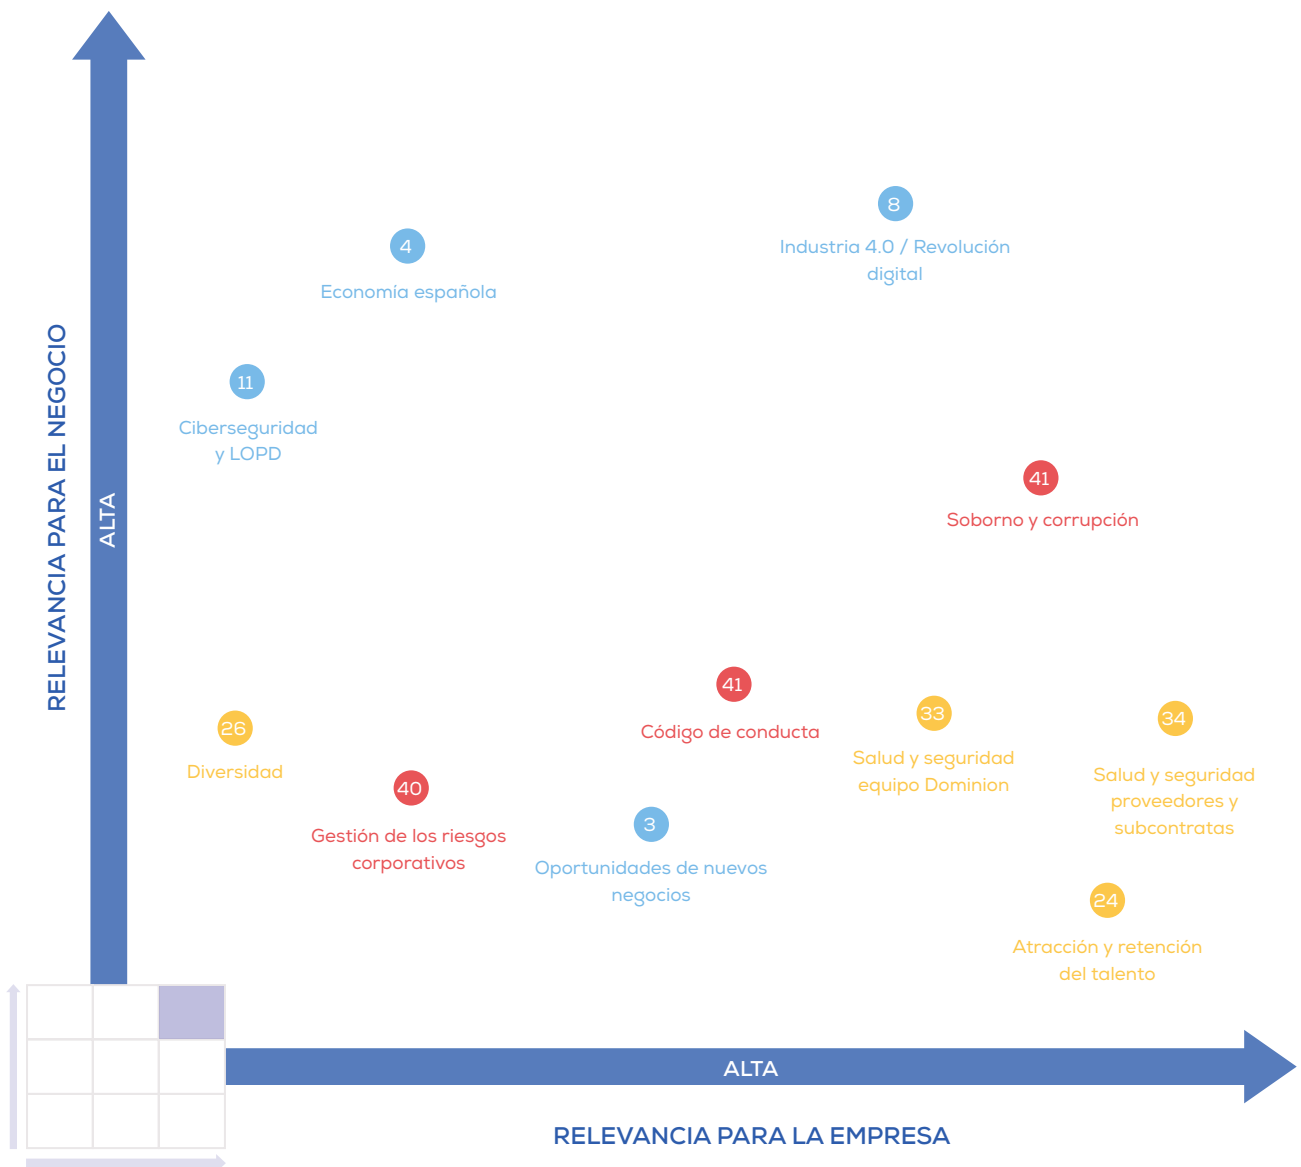 RELEVANCIA PARA EL NEGOCIO
ALTA
8
Industria 4.0 / Revolución
digital
4
Economía española
11
Ciberseguridad
y LOPD
41
Soborno y corrupción
41
Código de conducta
33
Salud y seguridad
equipo Dominion
34
Salud y seguridad
proveedores y
subcontratas
26
Diversidad
40
Gestión de los riesgos
corporativos
3
Oportunidades de nuevos
negocios
24
Atracción y retención
del talento
ALTA
RELEVANCIA PARA LA EMPRESA